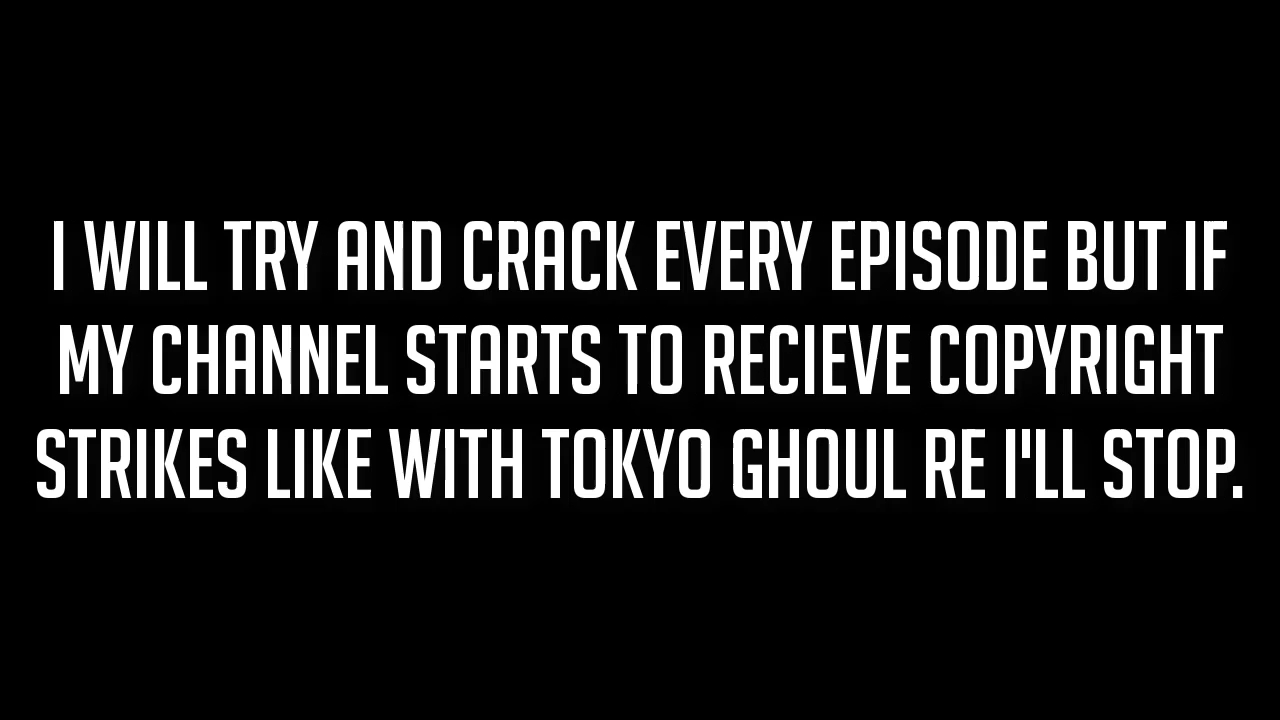 I WILL TRY AND CRACK EVERY EPISODE BUT IF
MY CHANNEL STARTS TO RECIEVE COPYRIGHT
STRIKES LIKE WITH TOKYO GHOUL RE I'LL STOP.